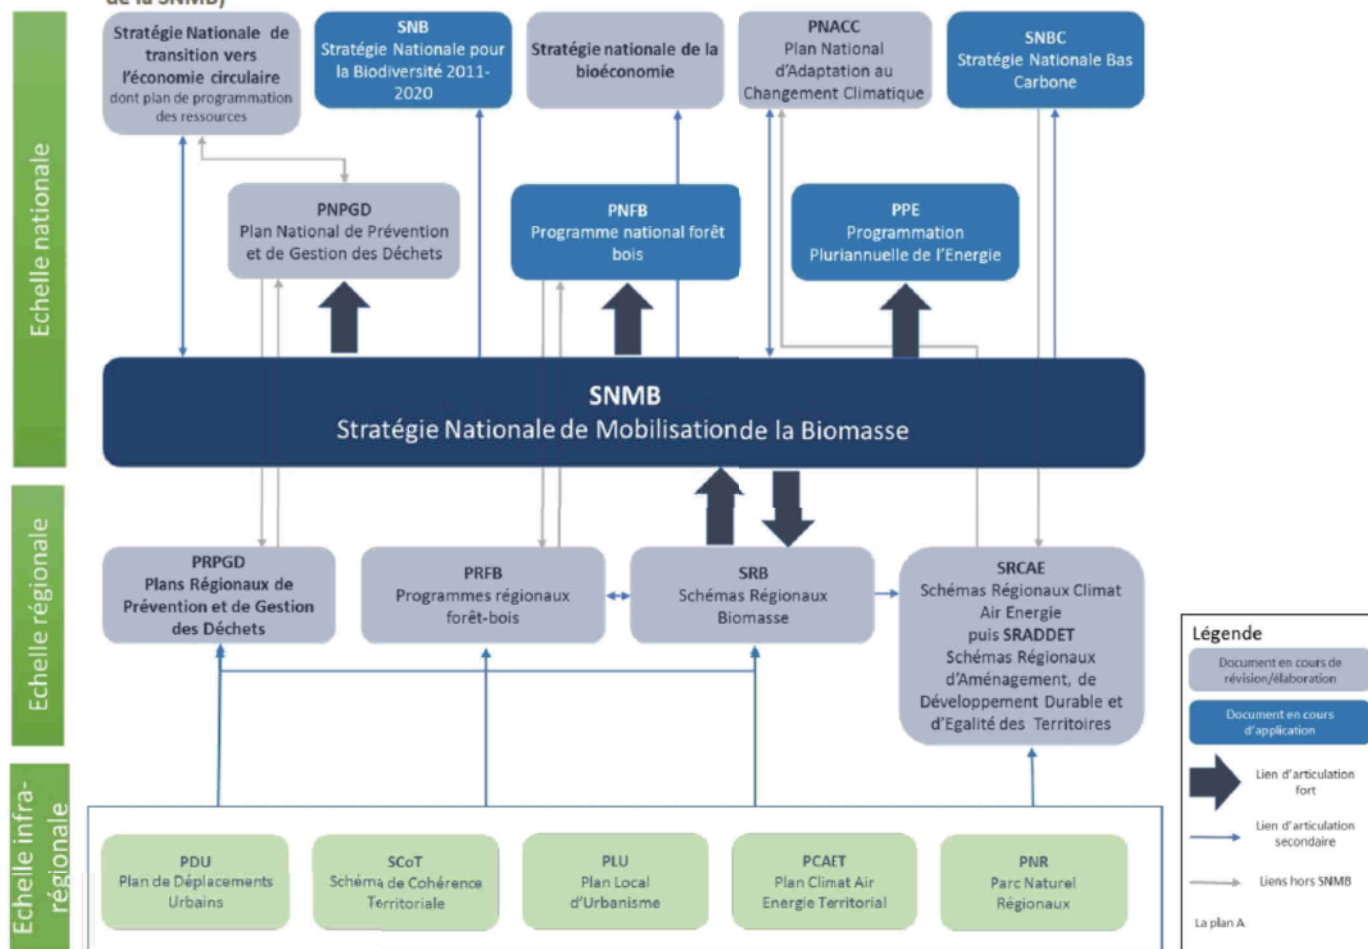 de la SNMB)
Echelle nationale
Stratégie Nationale de
transition vers
l'économie circulaire
dont plan de programmation
des ressources
SNB
Stratégie Nationale pour
la Biodiversité 2011-
2020
Stratégie nationale de la
bioéconomie
PNACC
Plan National
d'Adaptation au
Changement Climatique
SNBC
Stratégie Nationale Bas
Carbone
PNPGD
Plan National de Prévention
et de Gestion des Déchets
PNFB
Programme national forêt
bois
PPE
Programmation
Pluriannuelle de l'Energie
SNMB
Stratégie Nationale de Mobilisation de la Biomasse
Echelle régionale
PRPGD
Plans Régionaux de
Prévention et de Gestion
des Déchets
PRFB
Programmes régionaux
forêt-bois
SRB
Schémas Régionaux
Biomasse
SRCAE
Schémas Régionaux Climat
Air Energie
puis SRADDET
Schémas Régionaux
d'Aménagement, de
Développement Durable et
d'Egalité des Territoires
Echelle infra-
régionale
PDU
Plan de Déplacements
Urbains
SCoT
Schéma de Cohérence
Territoriale
PLU
Plan Local
d'Urbanisme
PCAET
Plan Climat Air
Energie Territorial
PNR
Parc Naturel
Régionaux
Légende
Document en cours de
révision/élaboration
Document en cours
d'application
Lien d'articulation
fort
Lien d'articulation
secondaire
Liens hors SNMB
La plan A